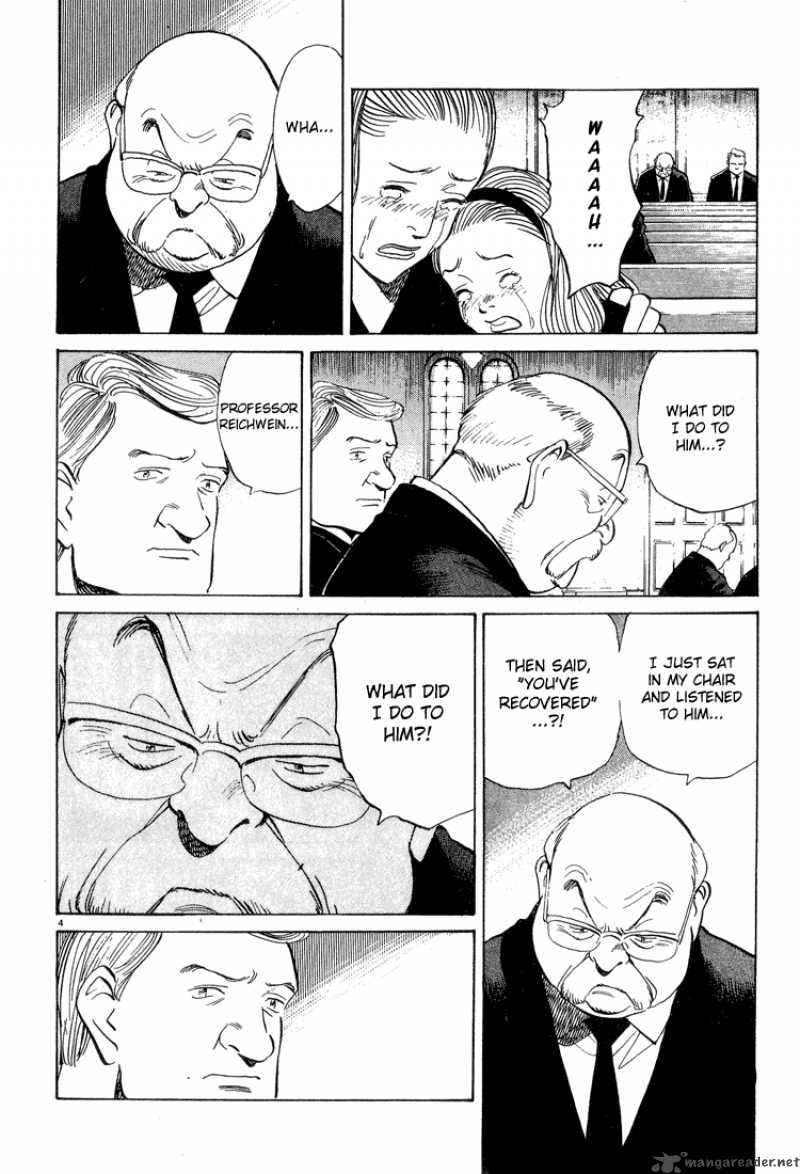 WAAAAH...
WHA...
WHAT DID
I DO TO
HIM...?
PROFESSOR
REICHWEIN...
I JUST SAT
IN MY CHAIR
AND LISTENED
TO HIM...
THEN SAID,
"YOU'VE
RECOVERED"
...?!
WHAT DID
I DO TO
HIM?!
4
mangareader.net